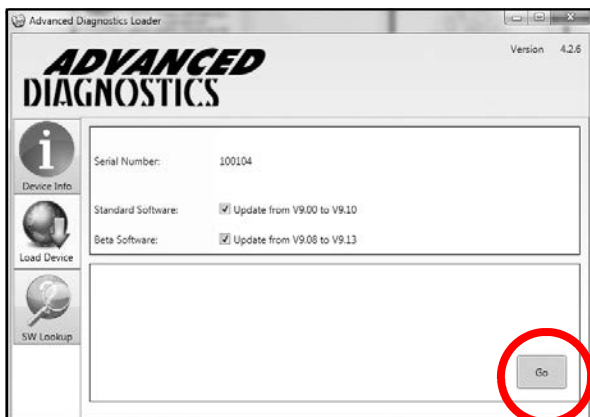 Advanced Diagnostics Loader
Version 4.2.6
ADVANCED
DIAGNOSTICS
Device Info
Load Device
SW Lookup
Serial Number: 100104
Standard Software: Update from V9.00 to V9.10
Beta Software: Update from V9.08 to V9.13
Go